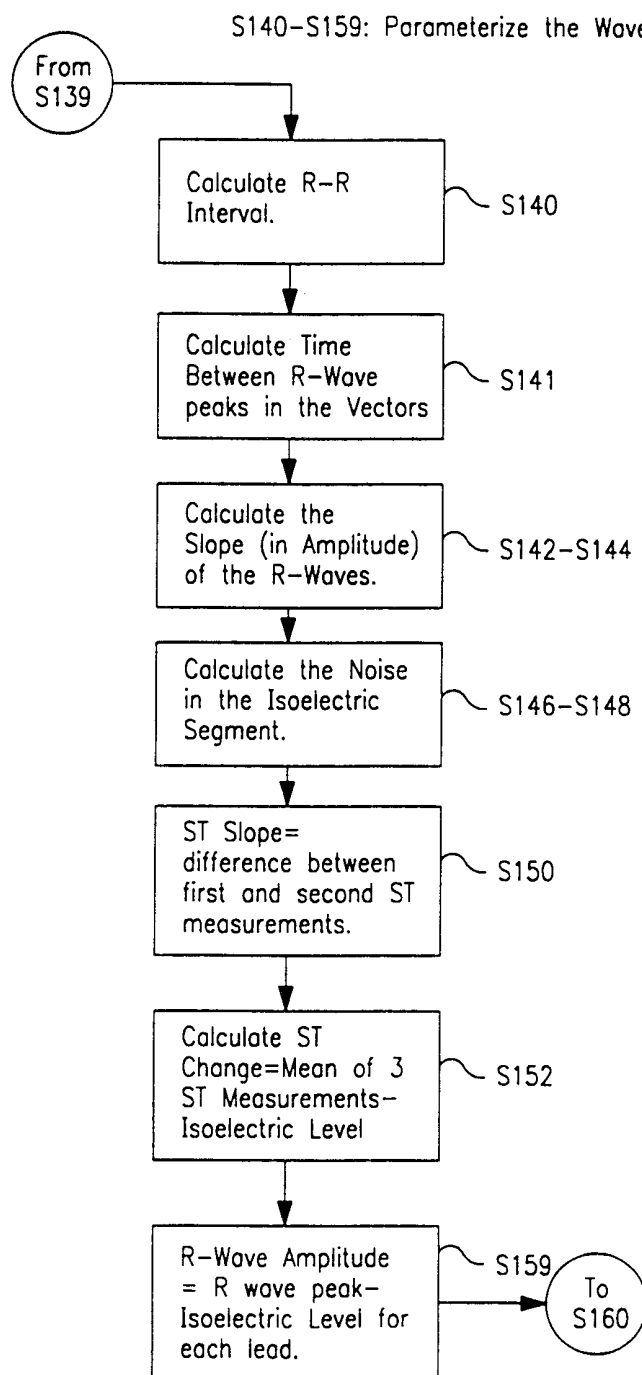 S140-S159: Parameterize the Wave
From
S139
Calculate R-R
Interval.
S140
Calculate Time
Between R-Wave
peaks in the Vectors
S141
Calculate the
Slope (in Amplitude)
of the R-Waves.
S142-S144
Calculate the Noise
in the Isoelectric
Segment.
S146-S148
ST Slope=
difference between
first and second ST
measurements.
S150
Calculate ST
Change=Mean of 3
ST Measurements-
Isoelectric Level
S152
R-Wave Amplitude
= R wave peak-
Isoelectric Level for
each lead.
S159
To
S160